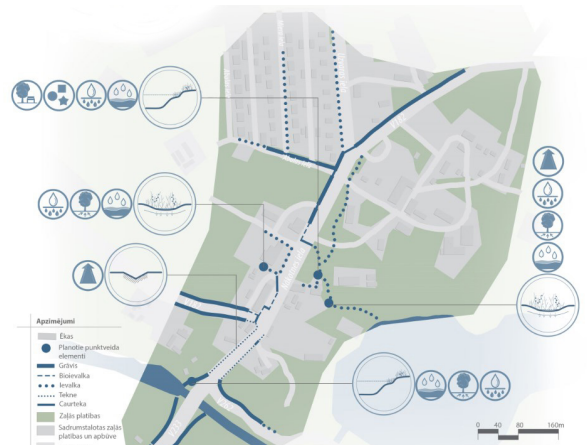 Apzīmējumi
Ēkas
Plānotie punktveida
elementi
Grāvis
Bioievalka
Ievalka
Tekne
Caurteka
Zaļās platības
Sadrumstalotas zaļās
platības un apbūve
0 40 80 160m